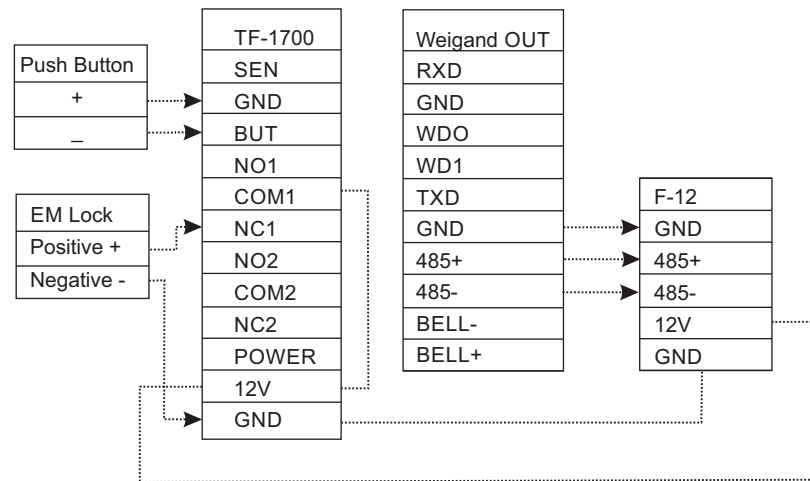 Push Button
+
_
EM Lock
Positive +
Negative -
TF-1700
SEN
GND
BUT
NO1
COM1
NC1
NO2
COM2
NC2
POWER
12V
GND
Weigand OUT
RXD
GND
WDO
WD1
TXD
GND
485+
485-
BELL-
BELL+
F-12
GND
485+
485-
12V
GND